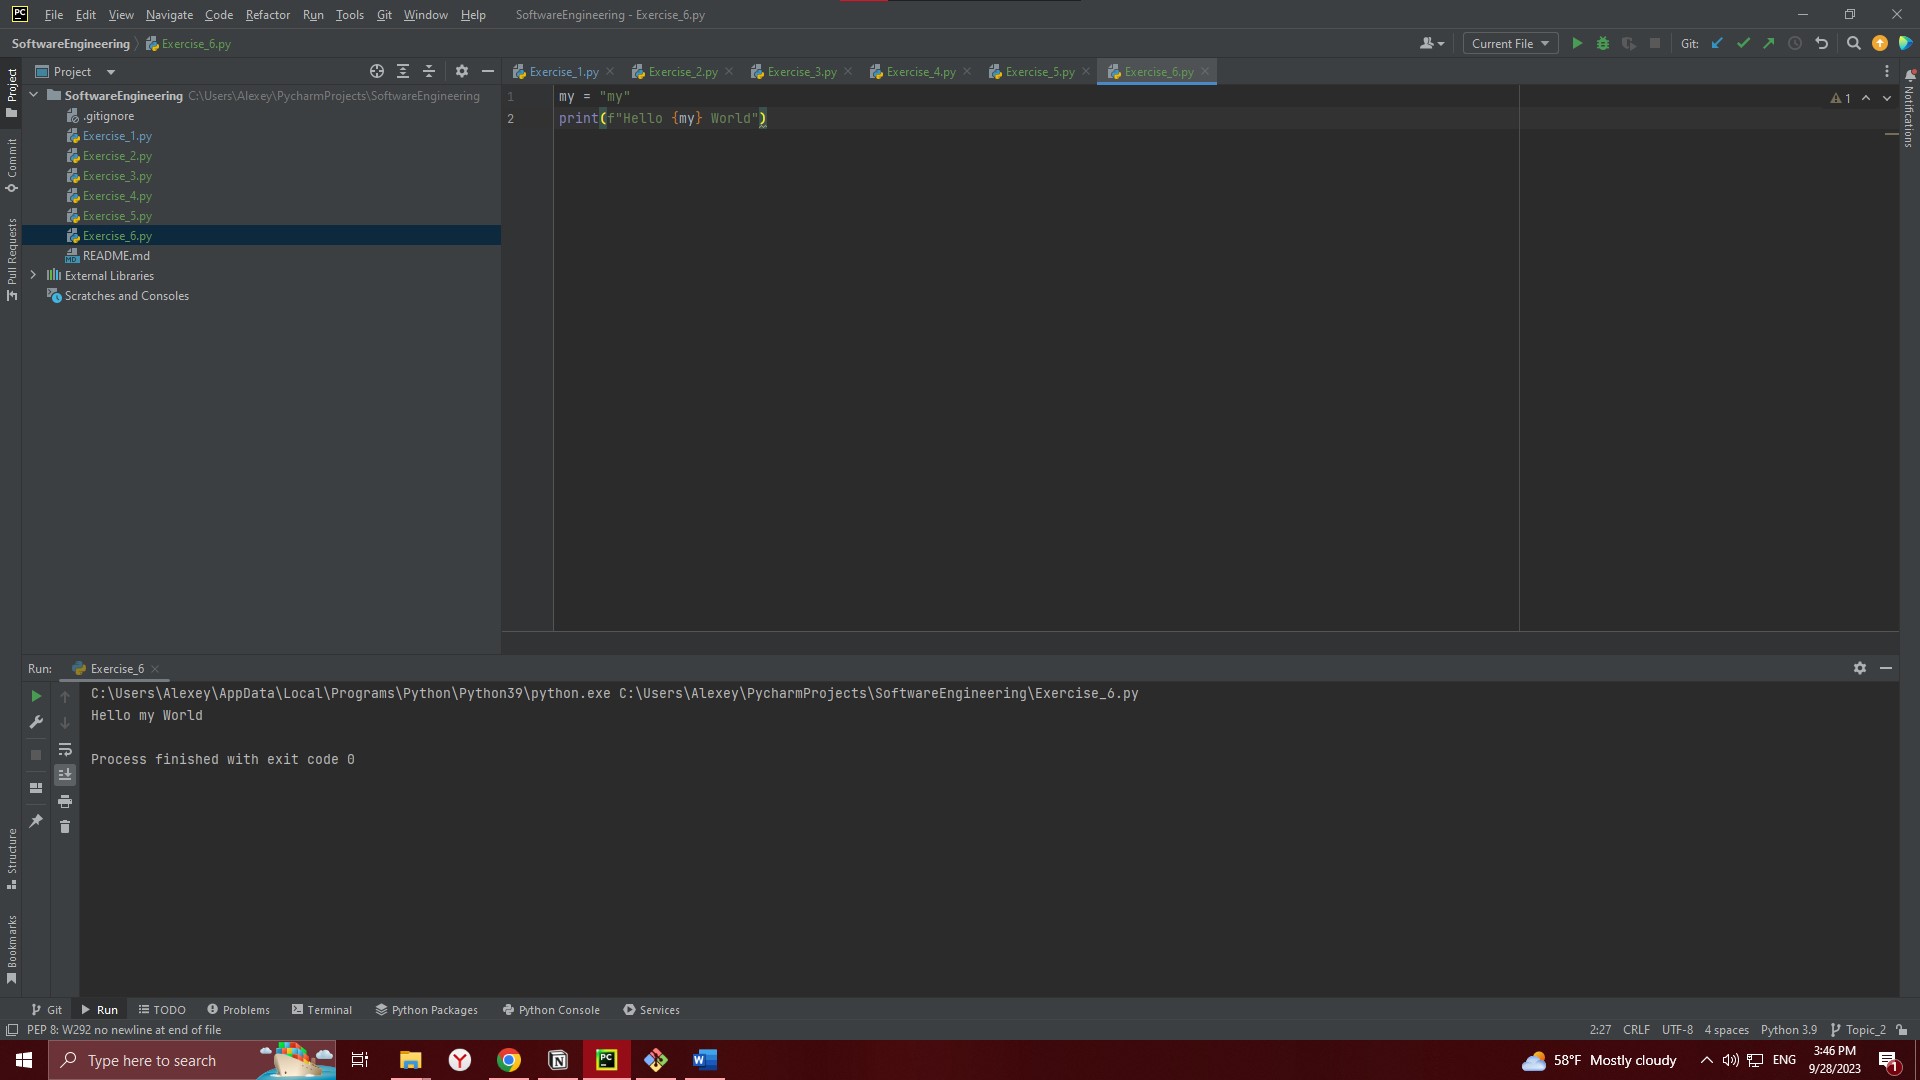 PC File Edit View Navigate Code Refactor Run Tools Git Window Help SoftwareEngineering - Exercise_6.py
SoftwareEngineering Exercise_6.py Current File Git:
Project
Exercise_1.py Exercise_2.py Exercise_3.py Exercise_4.py Exercise_5.py Exercise_6.py
Project
Commit
Pull Requests
SoftwareEngineering C:\Users\Alexey\PycharmProjects\SoftwareEngineering
.gitignore
Exercise_1.py
Exercise_2.py
Exercise_3.py
Exercise_4.py
Exercise_5.py
Exercise_6.py
README.md
External Libraries
Scratches and Consoles
1 my = "my"
2 print(f"Hello {my} World")
1
Notifications
Run: Exercise_6
C:\Users\Alexey\AppData\Local\Programs\Python\Python39\python.exe C:\Users\Alexey\PycharmProjects\SoftwareEngineering\Exercise_6.py
Hello my World
Process finished with exit code 0
Structure
Bookmarks
Git Run TODO Problems Terminal Python Packages Python Console Services
PEP 8: W292 no newline at end of file 2:27 CRLF UTF-8 4 spaces Python 3.9 Topic_2
Type here to search 58°F Mostly cloudy ENG 3:46 PM
9/28/2023 1